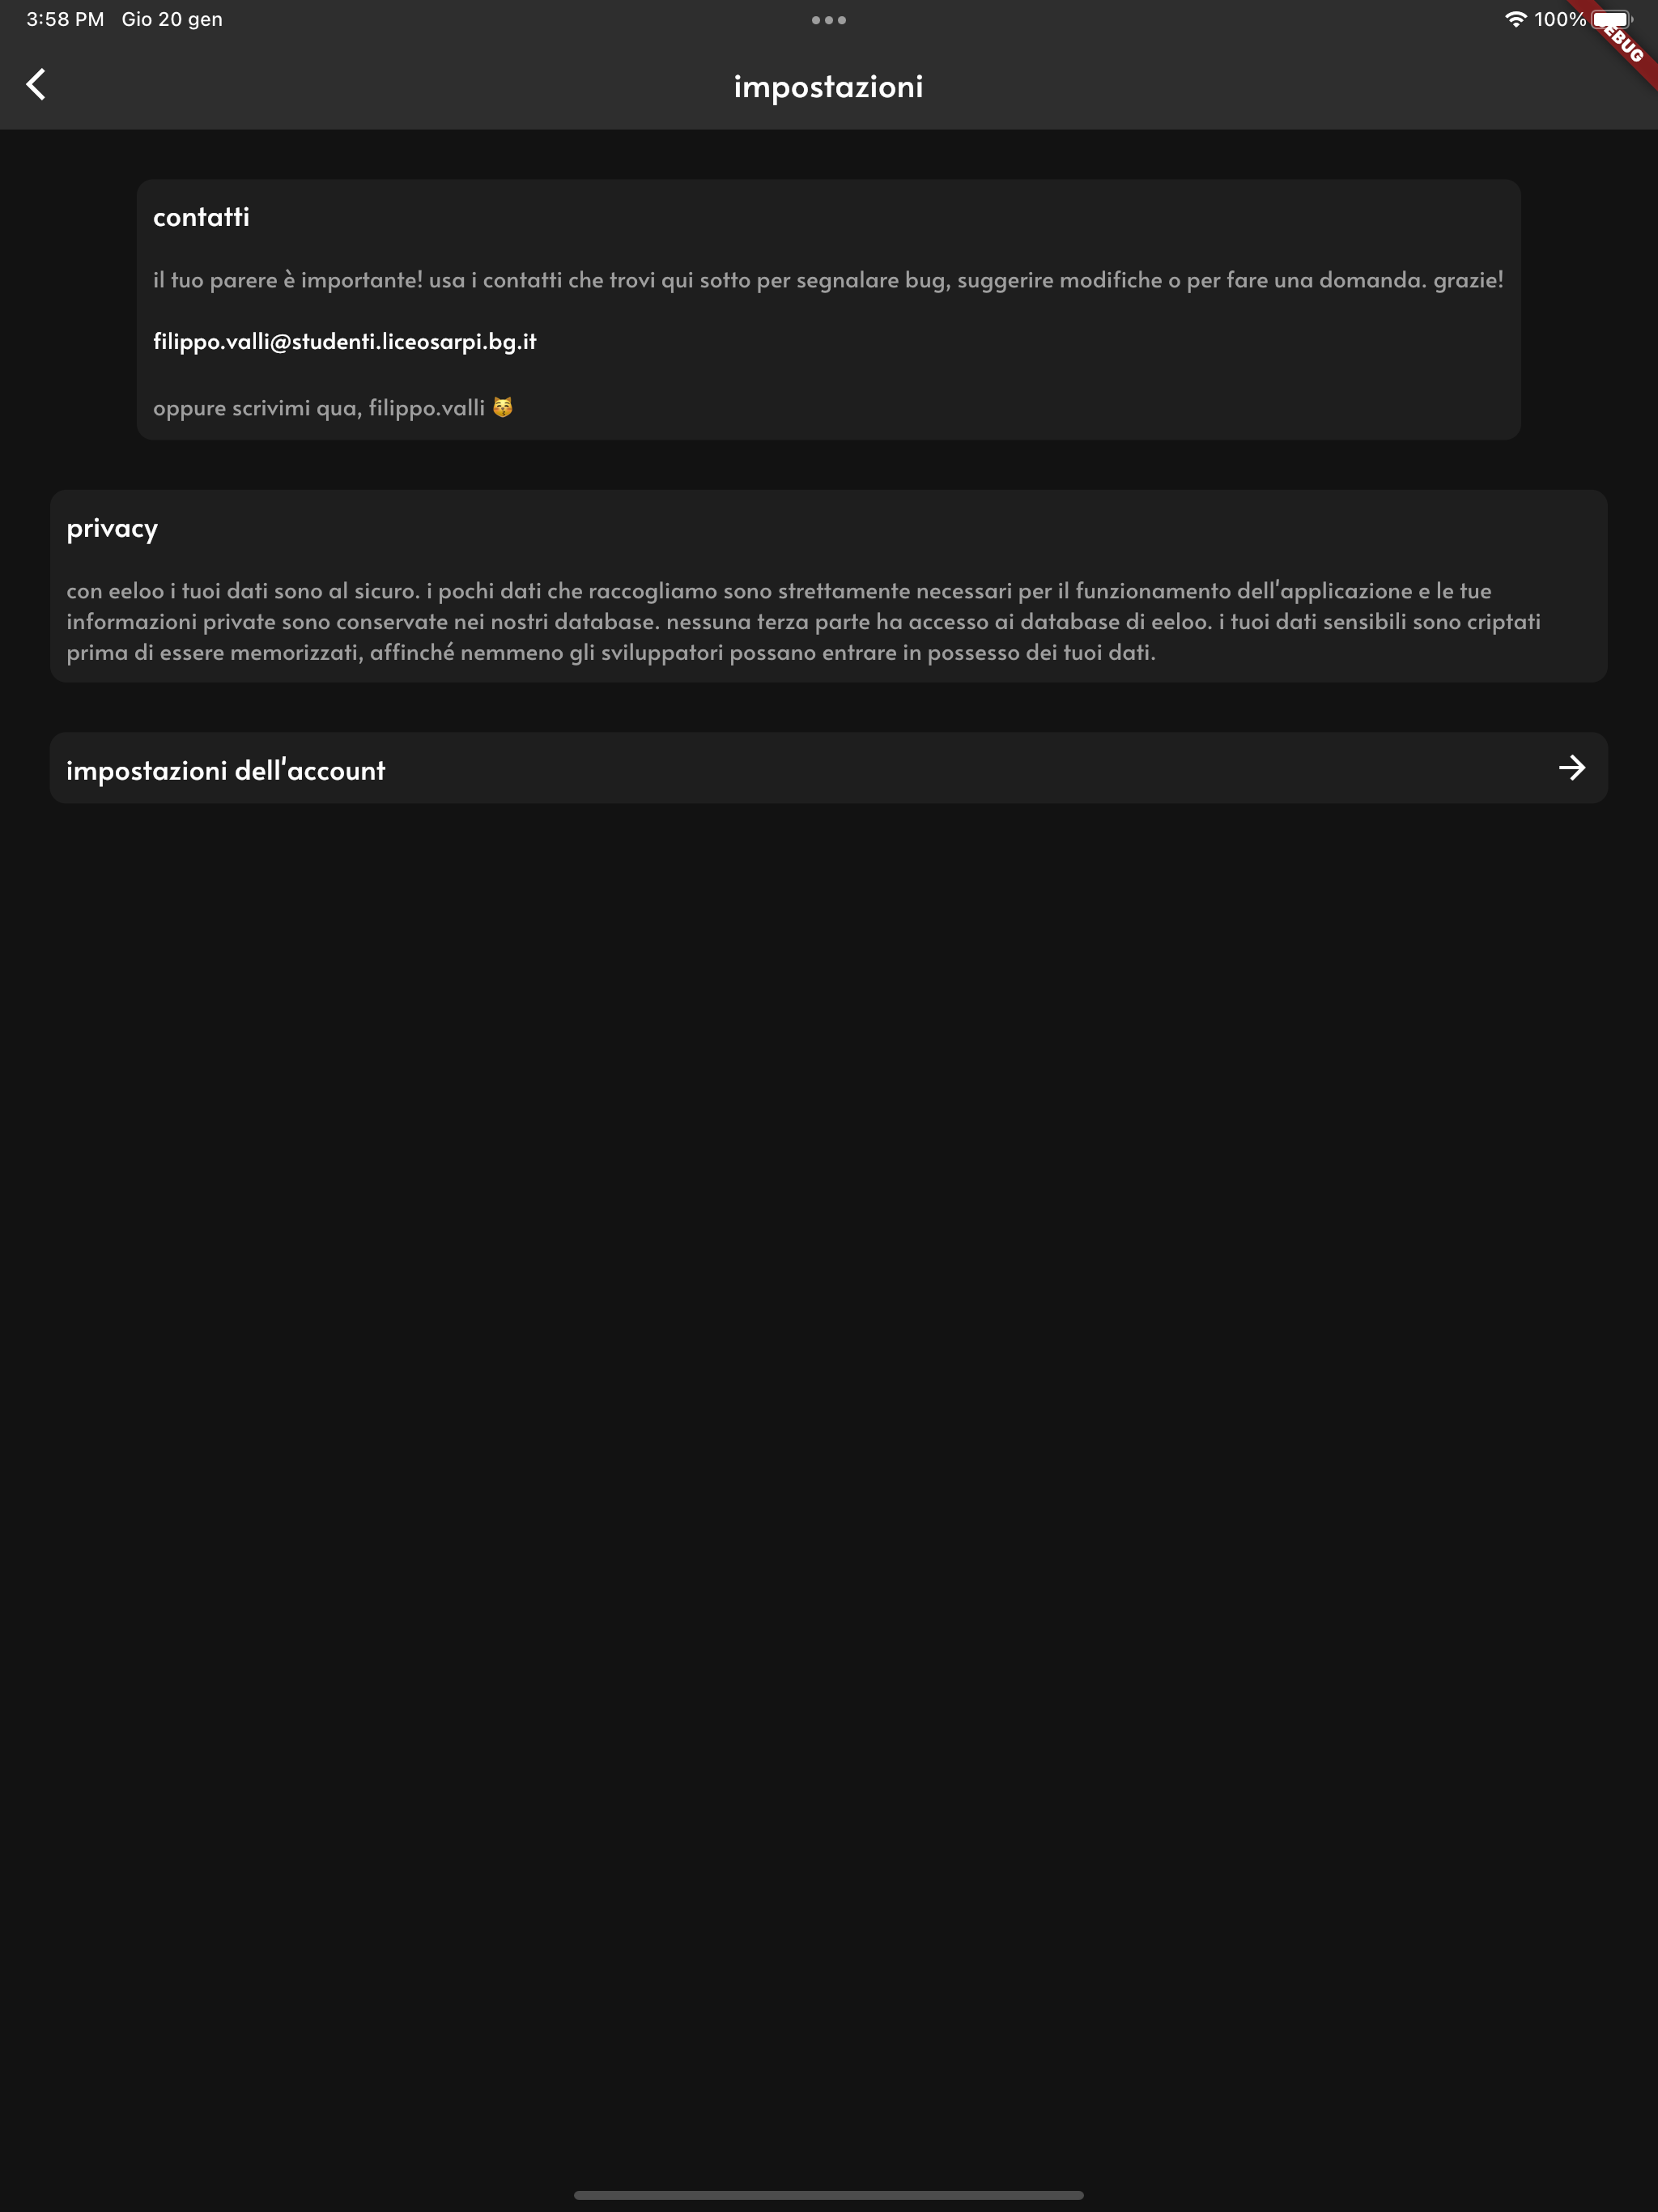 3:58 PM Gio 20 gen
100%
impostazioni
contatti
il tuo parere è importante! usa i contatti che trovi qui sotto per segnalare bug, suggerire modifiche o per fare una domanda. grazie!
filippo.valli@studenti.liceosarpi.bg.it
oppure scrivimi qua, filippo.valli 😽
privacy
con eeloo i tuoi dati sono al sicuro. i pochi dati che raccogliamo sono strettamente necessari per il funzionamento dell'applicazione e le tue
informazioni private sono conservate nei nostri database. nessuna terza parte ha accesso ai database di eeloo. i tuoi dati sensibili sono criptati
prima di essere memorizzati, affinché nemmeno gli sviluppatori possano entrare in possesso dei tuoi dati.
impostazioni dell'account